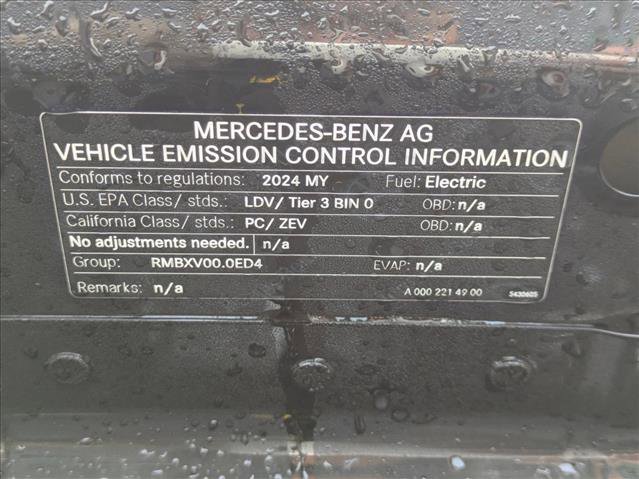 MERCEDES-BENZ AG
VEHICLE EMISSION CONTROL INFORMATION
Conforms to regulations: 2024 MY Fuel: Electric
U.S. EPA Class/ stds.: LDV/ Tier 3 BIN 0 OBD: n/a
California Class/ stds.: PC/ ZEV OBD: n/a
No adjustments needed. n/a
Group: RMBXV00.0ED4 EVAP: n/a
Remarks: n/a A 000 221 49 00 5430605